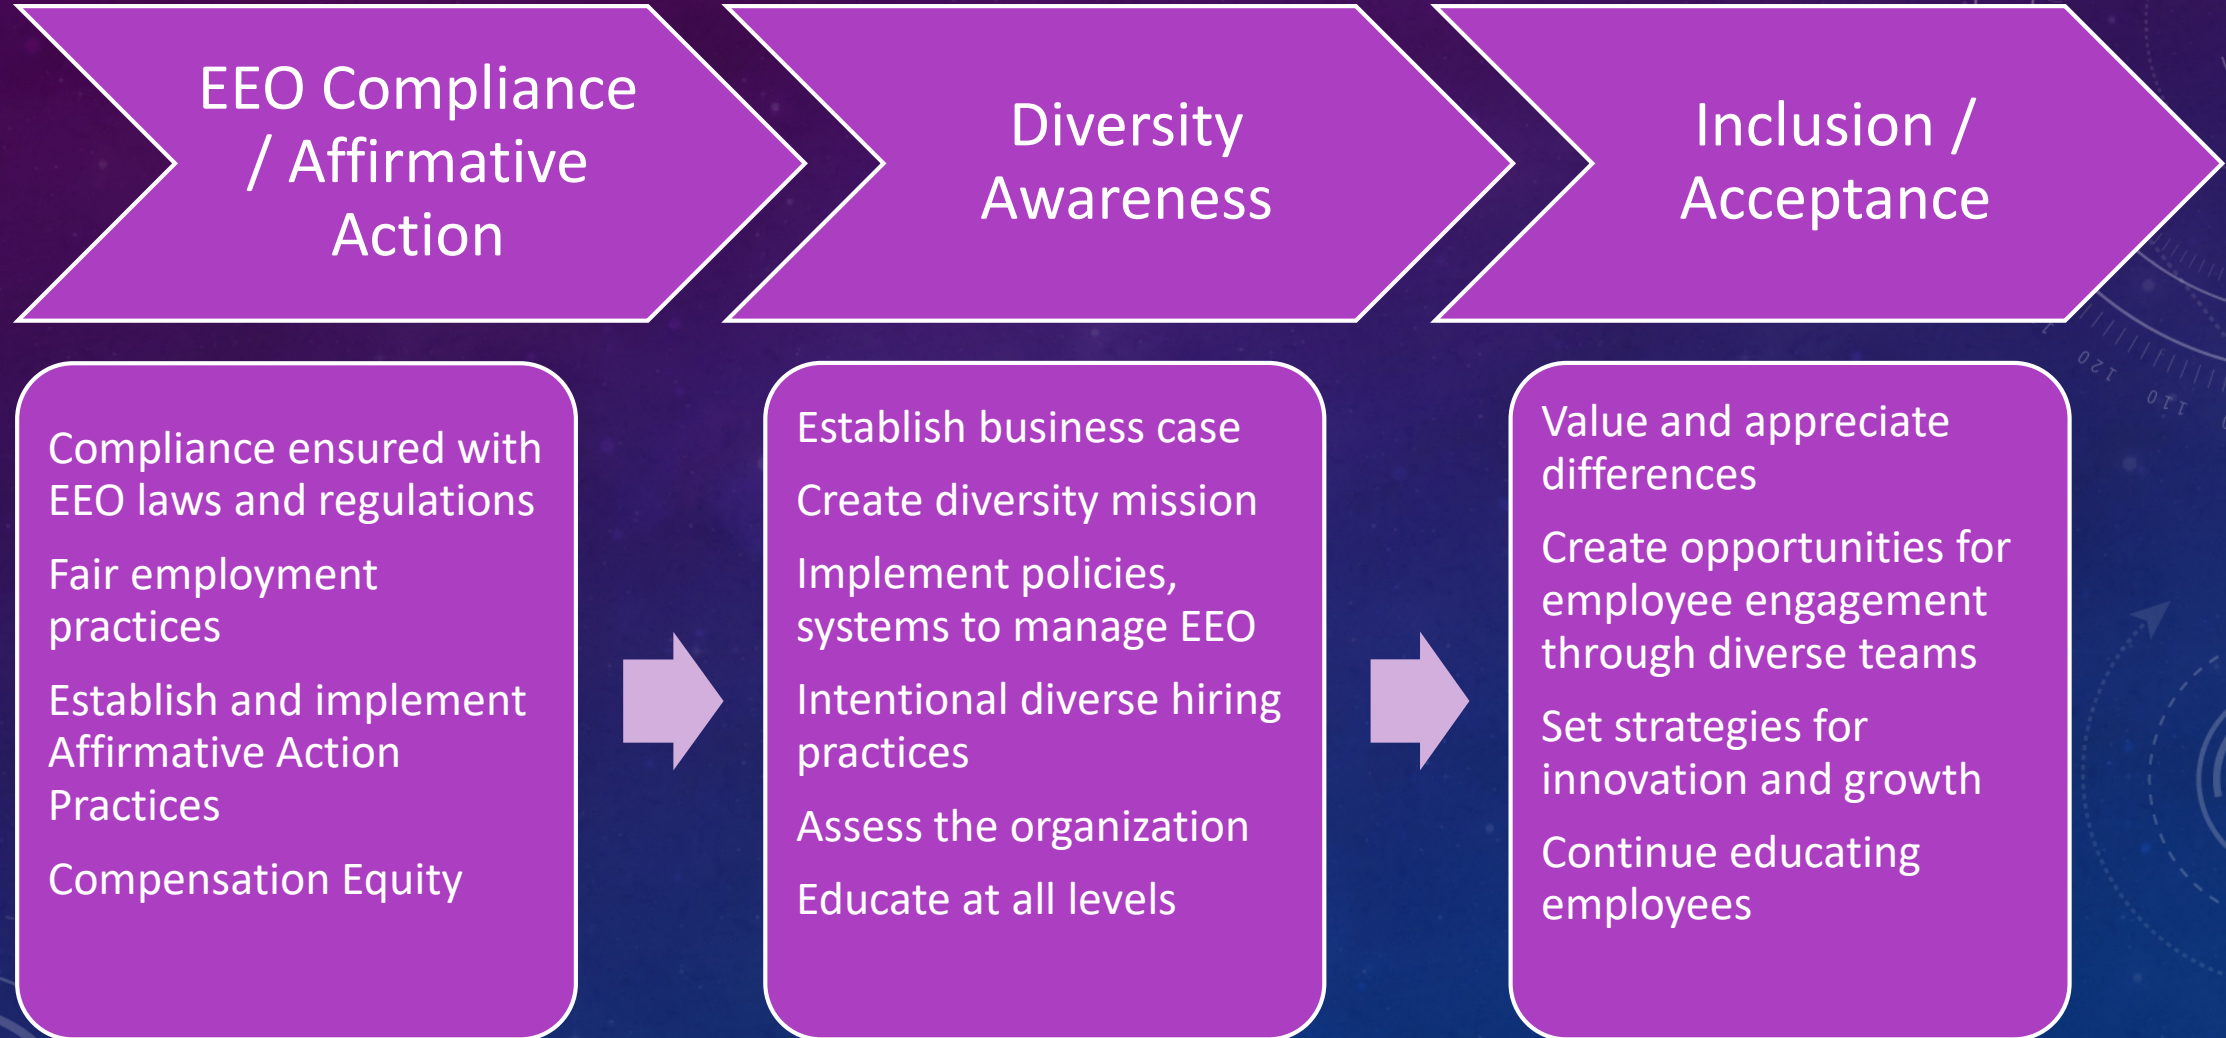 EEO Compliance
/ Affirmative
Action
Diversity
Awareness
Inclusion /
Acceptance
Compliance ensured with
EEO laws and regulations
Fair employment
practices
Establish and implement
Affirmative Action
Practices
Compensation Equity
Establish business case
Create diversity mission
Implement policies,
systems to manage EEO
Intentional diverse hiring
practices
Assess the organization
Educate at all levels
Value and appreciate
differences
Create opportunities for
employee engagement
through diverse teams
Set strategies for
innovation and growth
Continue educating
employees
120
110